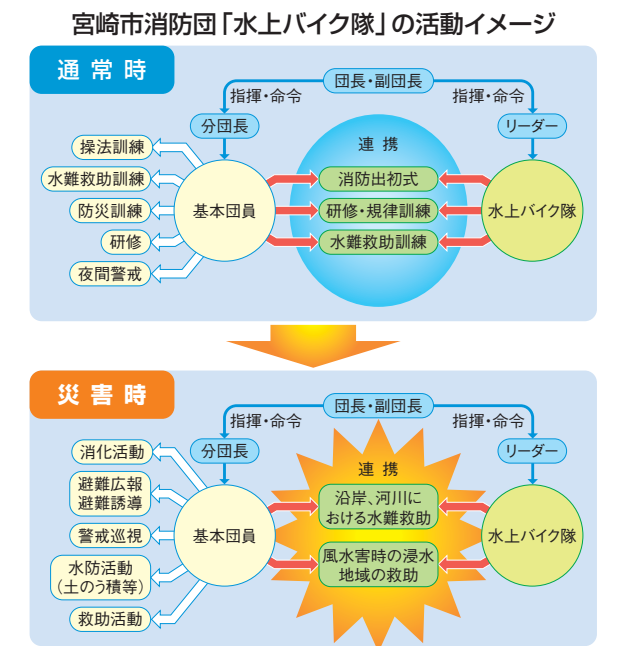 宮崎市消防団「水上バイク隊」の活動イメージ
通常時
団長・副団長
指揮・命令
指揮・命令
分団長
リーダー
連携
操法訓練
水難救助訓練
防災訓練
研修
夜間警戒
基本団員
消防出初式
研修・規律訓練
水難救助訓練
水上バイク隊
災害時
団長・副団長
指揮・命令
指揮・命令
分団長
リーダー
連携
消化活動
避難広報
避難誘導
警戒巡視
水防活動
(土のう積等)
救助活動
基本団員
沿岸、河川に
おける水難救助
風水害時の浸水
地域の救助
水上バイク隊